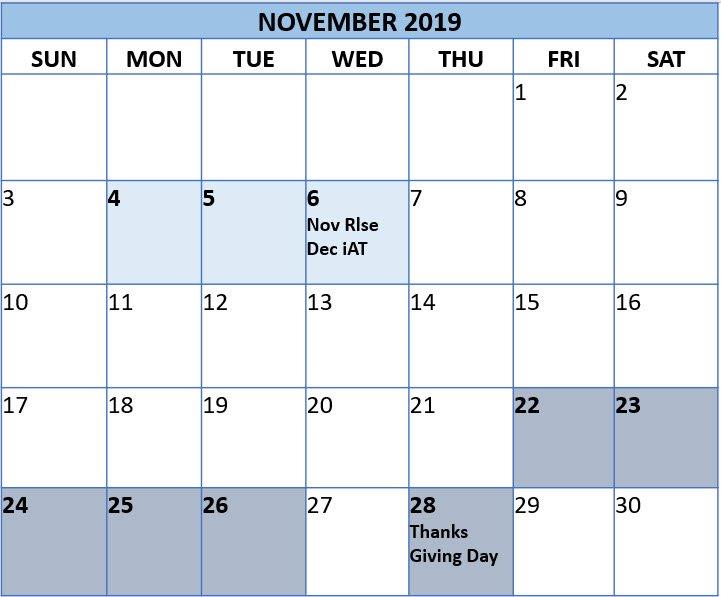 NOVEMBER 2019
SUN MON TUE WED THU FRI SAT
1 2
3 4 5 6 7 8 9
Nov Rlse
Dec iAT
10 11 12 13 14 15 16
17 18 19 20 21 22 23
24 25 26 27 28 29 30
Thanks
Giving Day